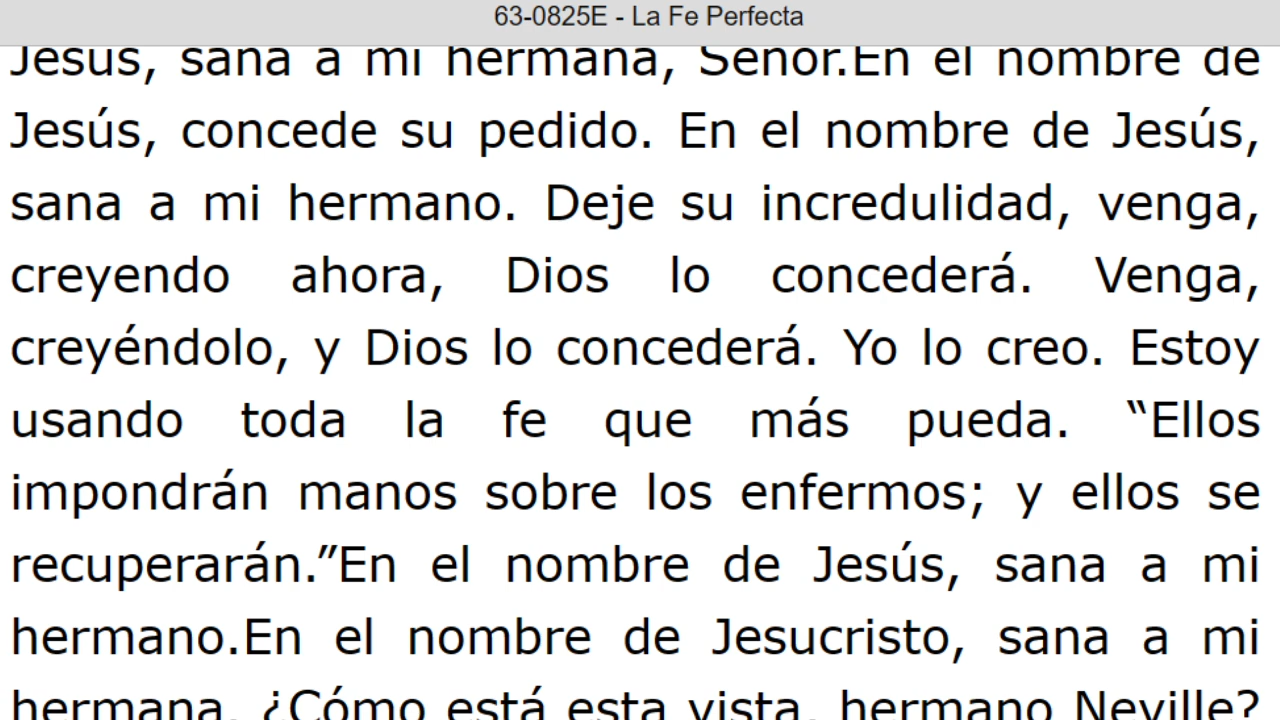 63-0825E - La Fe Perfecta
Jesús, sana a mi hermana, Señor.En el nombre de
Jesús, concede su pedido. En el nombre de Jesús,
sana a mi hermano. Deje su incredulidad, venga,
creyendo ahora, Dios lo concederá. Venga,
creyéndolo, y Dios lo concederá. Yo lo creo. Estoy
usando toda la fe que más pueda. “Ellos
impondrán manos sobre los enfermos; y ellos se
recuperarán.”En el nombre de Jesús, sana a mi
hermano.En el nombre de Jesucristo, sana a mi
hermana. ¿Cómo está esta vista, hermano Neville?